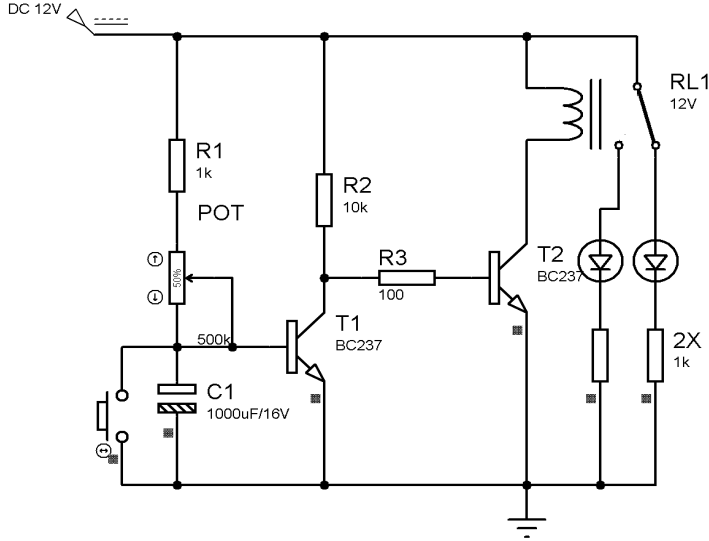 DC 12V
RL1
12V
R1
1k
R2
10k
POT
50%
R3
100
T2
BC237
T1
BC237
500k
2X
1k
C1
1000uF/16V